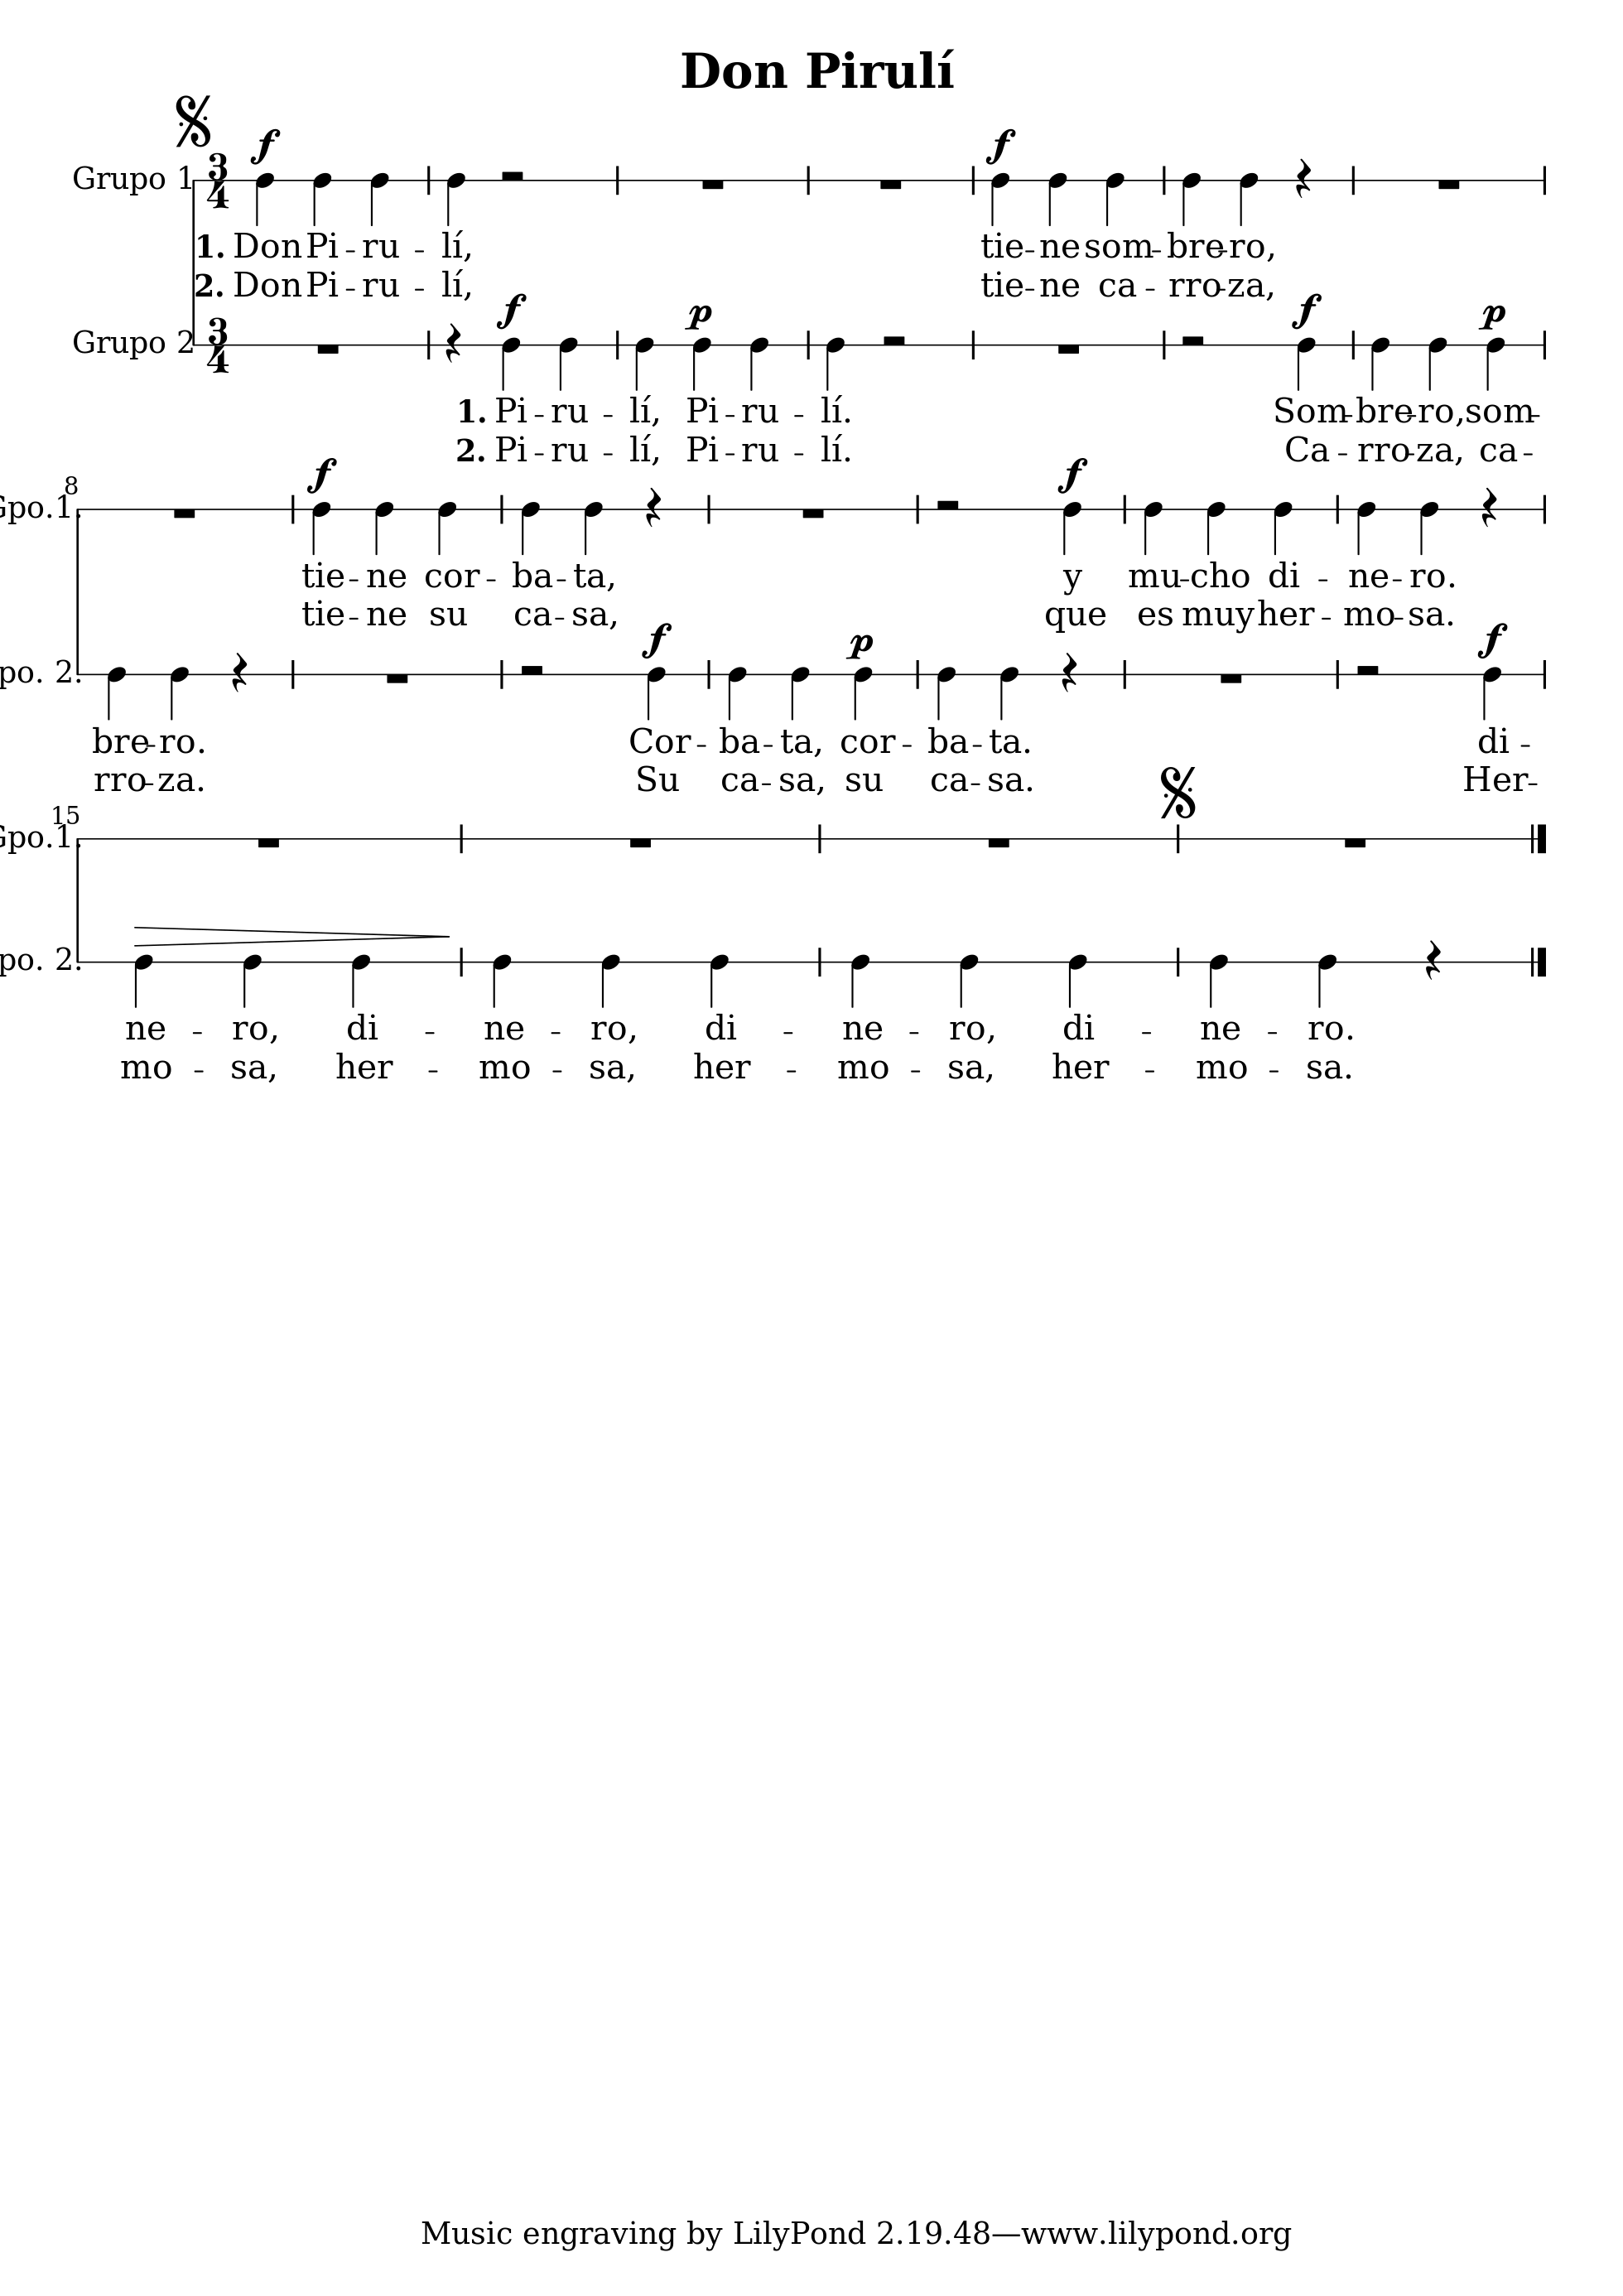 Don Pirulí
f f
Grupo 1 3/4
1. Don Pi - ru - lí, tie - ne som - bre - ro,
2. Don Pi - ru - lí, tie - ne ca - rro - za,
f p f p
Grupo 2 3/4
1. Pi - ru - lí, Pi - ru - lí. Som - bre - ro, som -
2. Pi - ru - lí, Pi - ru - lí. Ca - rro - za, ca -
8 f f
Gpo.1.
tie - ne cor - ba - ta, y mu - cho di - ne - ro.
tie - ne su ca - sa, que es muy her - mo - sa.
f p f
po. 2.
bre - ro. Cor - ba - ta, cor - ba - ta. di -
rro - za. Su ca - sa, su ca - sa. Her -
15
Gpo.1.
po. 2.
ne - ro, di - ne - ro, di - ne - ro, di - ne - ro.
mo - sa, her - mo - sa, her - mo - sa, her - mo - sa.
Music engraving by LilyPond 2.19.48—www.lilypond.org